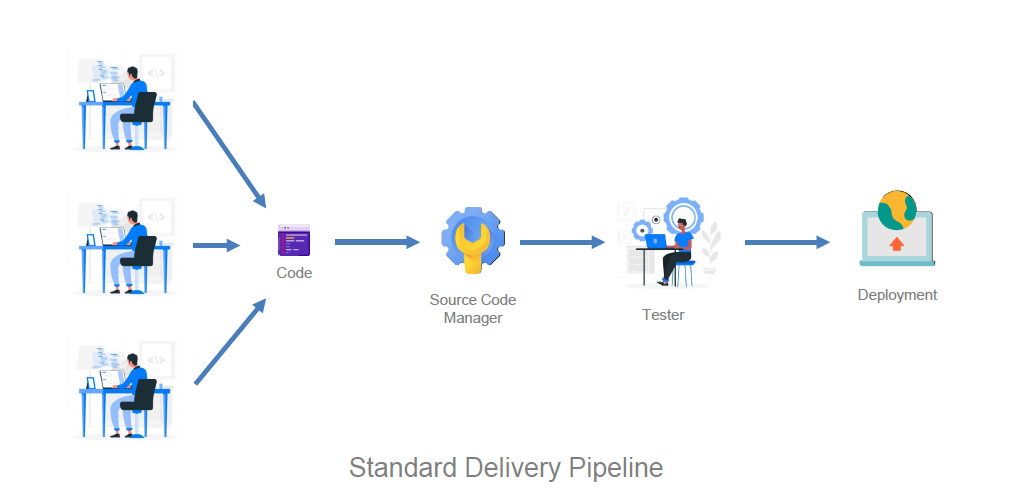 Code
Source Code
Manager
Tester
Deployment
Standard Delivery Pipeline